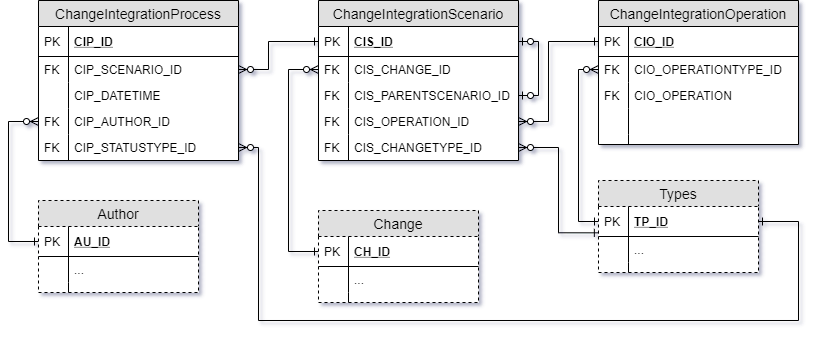 ChangeIntegrationProcess
PK CIP_ID
FK CIP_SCENARIO_ID
CIP_DATETIME
FK CIP_AUTHOR_ID
FK CIP_STATUSTYPE_ID
ChangeIntegrationScenario
PK CIS_ID
FK CIS_CHANGE_ID
FK CIS_PARENTSCENARIO_ID
FK CIS_OPERATION_ID
FK CIS_CHANGETYPE_ID
ChangeIntegrationOperation
PK CIO_ID
FK CIO_OPERATIONTYPE_ID
FK CIO_OPERATION
Author
PK AU_ID
...
Change
PK CH_ID
...
Types
PK TP_ID
...